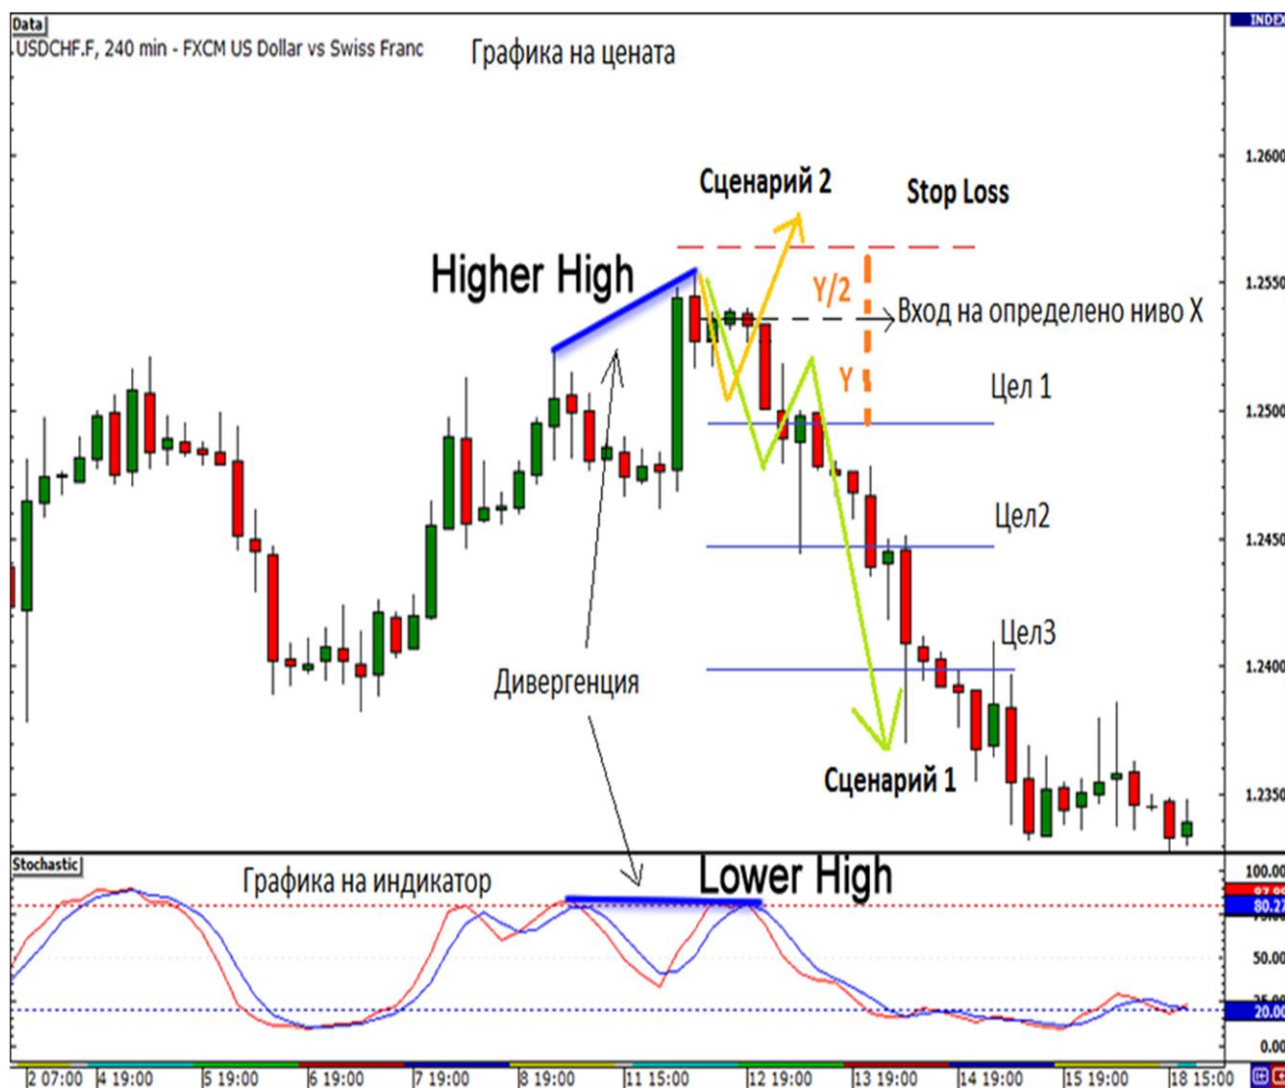 Data
INDEX
USDCHF.F, 240 min - FXCM US Dollar vs Swiss Franc
Графика на цената
1.2600
Сценарий 2
Stop Loss
Higher High
1.2550
Y/2
Вход на определено ниво X
Y
Цел 1
1.2500
Цел2
1.2450
Цел3
1.2400
Дивергенция
Сценарий 1
1.2350
Stochastic
Графика на индикатор
Lower High
100.00
80.27
50.00
20.00
0.00
2 07:00
4 19:00
5 19:00
6 19:00
7 19:00
8 19:00
11 15:00
12 19:00
13 19:00
14 19:00
15 19:00
18 15:00